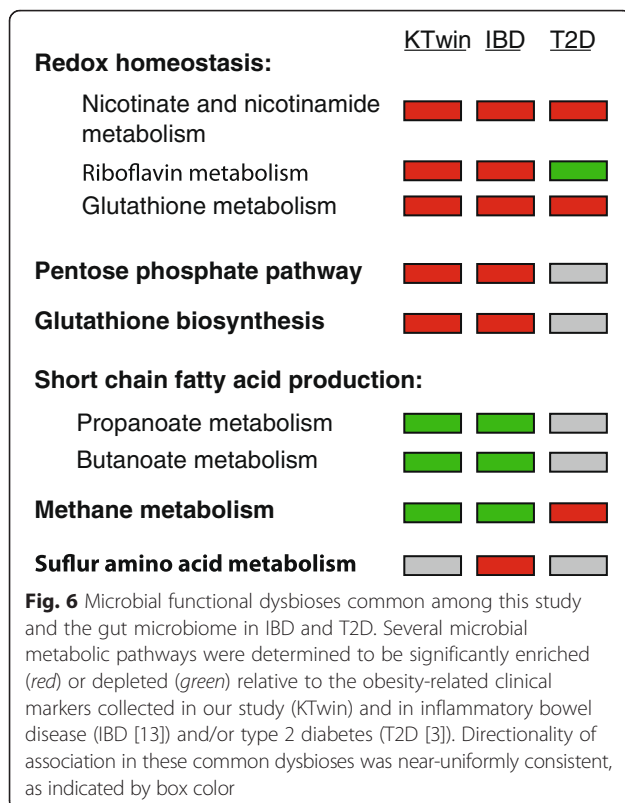 KTwin IBD T2D
Redox homeostasis:
Nicotinate and nicotinamide
metabolism
Riboflavin metabolism
Glutathione metabolism
Pentose phosphate pathway
Glutathione biosynthesis
Short chain fatty acid production:
Propanoate metabolism
Butanoate metabolism
Methane metabolism
Suflur amino acid metabolism
Fig. 6 Microbial functional dysbioses common among this study
and the gut microbiome in IBD and T2D. Several microbial
metabolic pathways were determined to be significantly enriched
(red) or depleted (green) relative to the obesity-related clinical
markers collected in our study (KTwin) and in inflammatory bowel
disease (IBD [13]) and/or type 2 diabetes (T2D [3]). Directionality of
association in these common dysbioses was near-uniformly consistent,
as indicated by box color